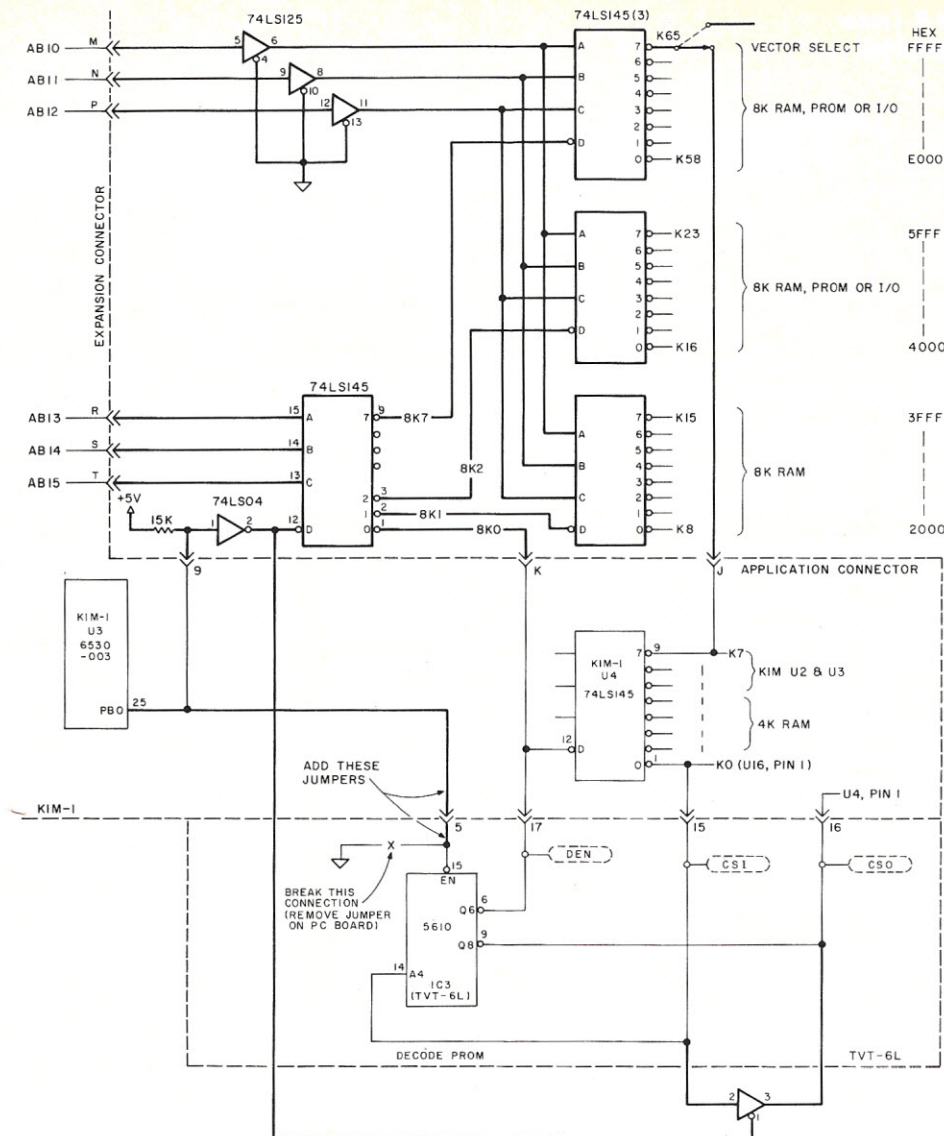 74LS125
74LS145(3)
HEX
AB10 M 5 6 4
A 7 K65 VECTOR SELECT FFFF
6
AB11 N 9 8 10
B 5
4
AB12 P 12 11 13
C 3 8K RAM, PROM OR I/O
2
D 1
0 K58 E000
EXPANSION CONNECTOR
A 7 K23 5FFF
6
B 5
4
C 3 8K RAM, PROM OR I/O
2
D 1
0 K16 4000
74LS145
AB13 R 15 A 7 9 8K7
AB14 S 14 B
AB15 T 13 C
+5V
15K
74LS04
1 2 12 D
2 3 8K2
1 2 8K1
0 1 8K0
7 K15 3FFF
A 6
5
B 4
3 8K RAM
C 2
1
D 0 K8 2000
9 K J APPLICATION CONNECTOR
KIM-1
U3
6530
-003
PB0 25
KIM-1
U4
74LS145
7 9 K7
KIM U2 & U3
4K RAM
12 D
0 1 K0 (U16, PIN 1)
ADD THESE
JUMPERS
U4, PIN 1
KIM-1
5 17 15 16
X
DEN
CS1
CS0
BREAK THIS
CONNECTION
(REMOVE JUMPER
ON PC BOARD)
15
EN
Q6 6
5610
Q8 9
14 A4
IC3
(TVT-6L)
DECODE PROM
TVT-6L
2 3
1